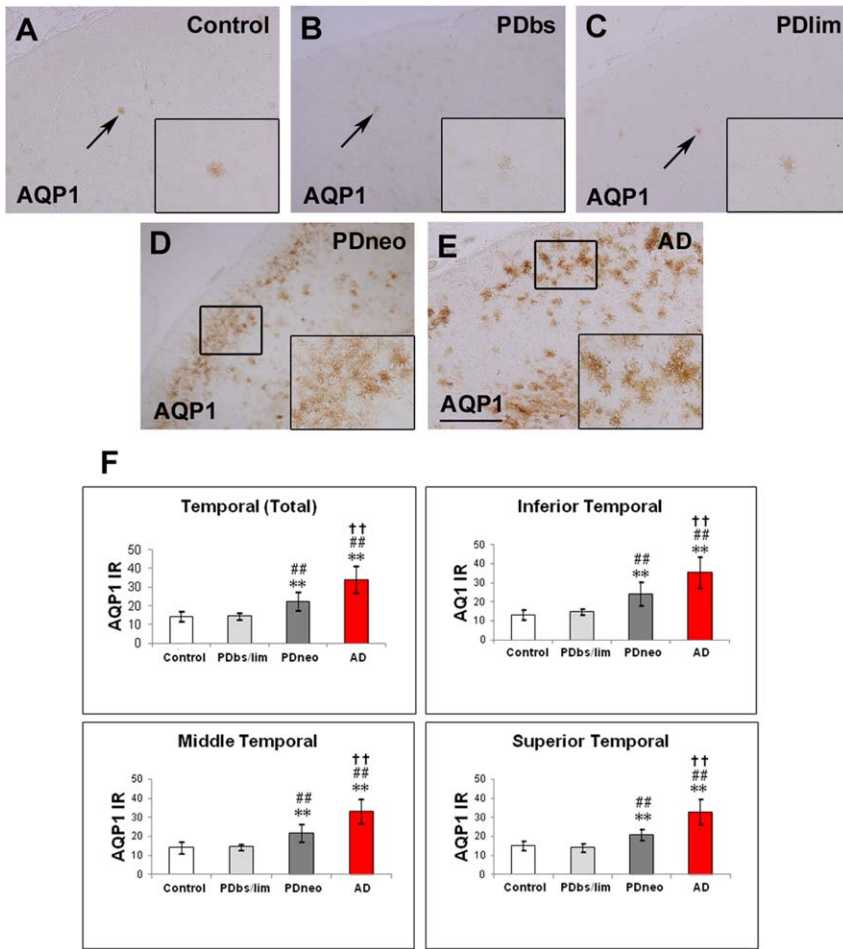 A Control
AQP1
B PDbs
AQP1
C PDlim
AQP1
D PDneo
AQP1
E AD
AQP1
F
Temporal (Total)
AQP1 IR
50
40
30
20
10
0
## **
†† ## **
Control PDbs/lim PDneo AD
Inferior Temporal
AQ1 IR
50
40
30
20
10
0
## **
†† ## **
Control PDbs/lim PDneo AD
Middle Temporal
AQP1 IR
50
40
30
20
10
0
## **
†† ## **
Control PDbs/lim PDneo AD
Superior Temporal
AQP1 IR
50
40
30
20
10
0
## **
†† ## **
Control PDbs/lim PDneo AD